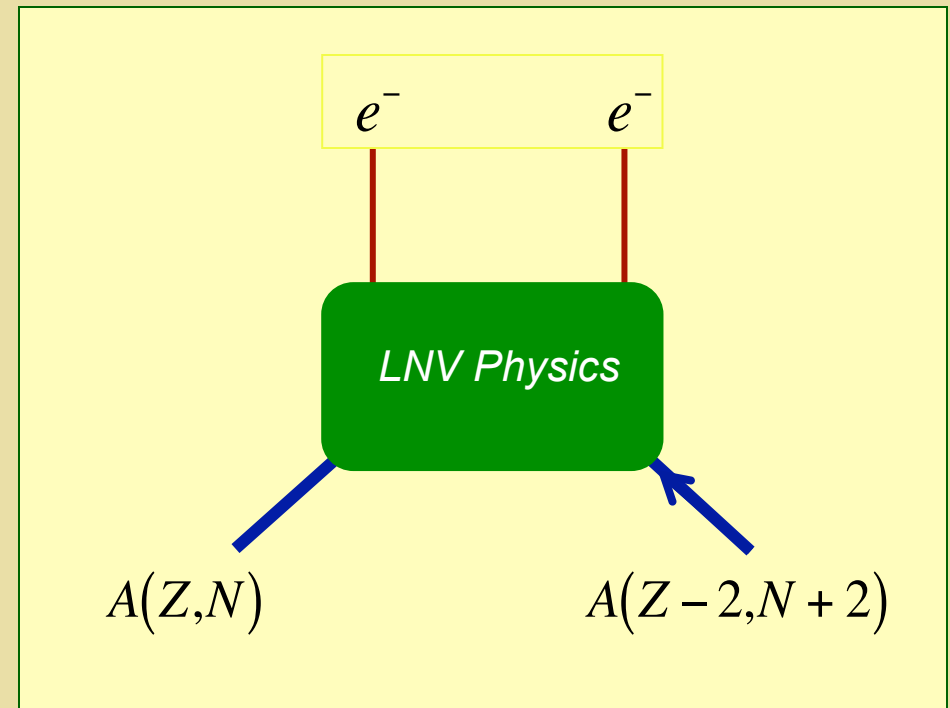 e⁻ e⁻
LNV Physics
A(Z,N) A(Z−2,N+2)